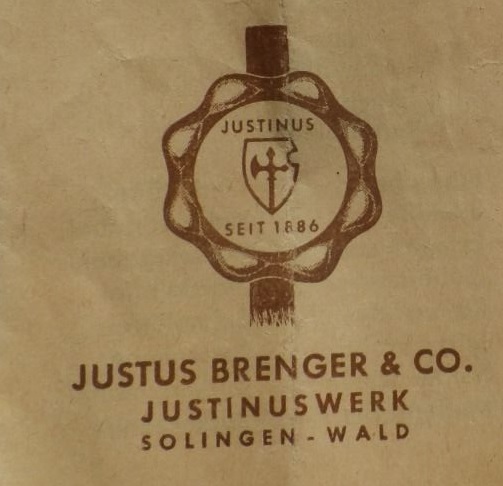 JUSTINUS
SEIT 1886
JUSTUS BRENGER & CO.
JUSTINUSWERK
SOLINGEN - WALD